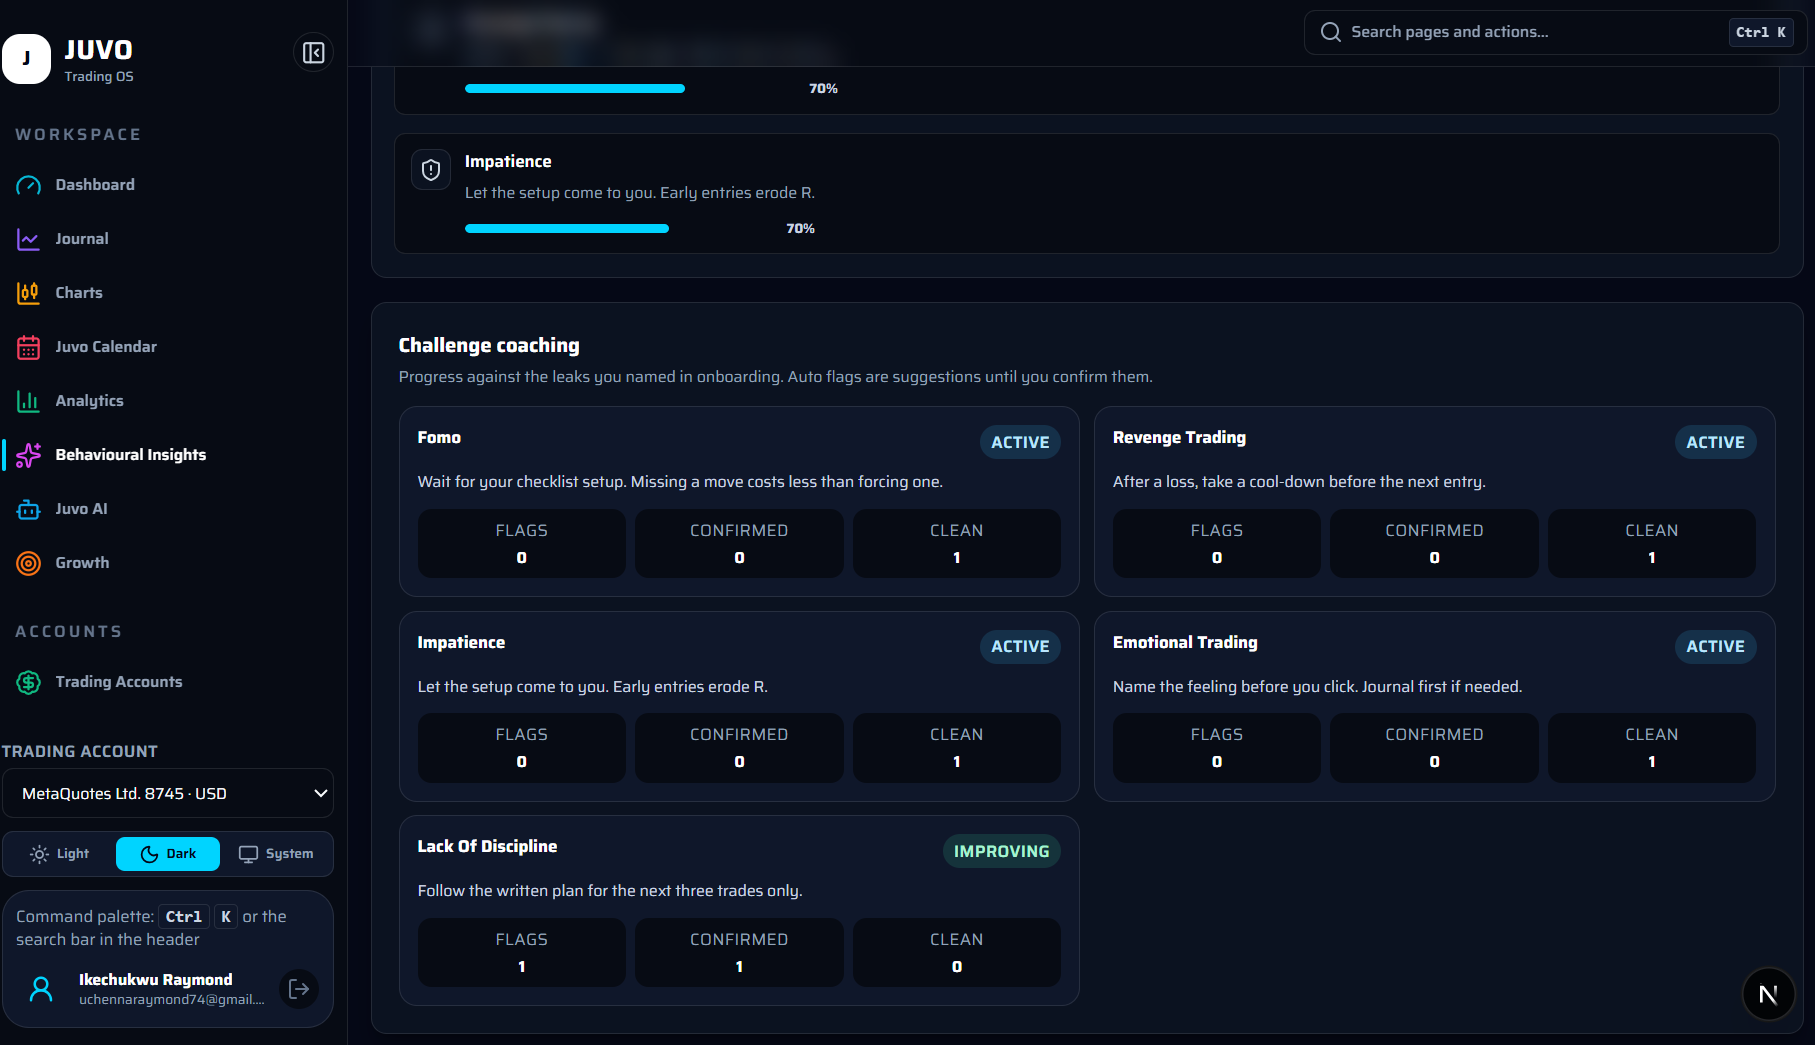 J
JUVO
Trading OS
WORKSPACE
Dashboard
Journal
Charts
Juvo Calendar
Analytics
Behavioural Insights
Juvo AI
Growth
ACCOUNTS
Trading Accounts
TRADING ACCOUNT
MetaQuotes Ltd. 8745 · USD
Light
Dark
System
Command palette: Ctrl K or the
search bar in the header
Ikechukwu Raymond
uchennaraymond74@gmail....
Search pages and actions...
Ctrl K
70%
Impatience
Let the setup come to you. Early entries erode R.
70%
Challenge coaching
Progress against the leaks you named in onboarding. Auto flags are suggestions until you confirm them.
Fomo
ACTIVE
Wait for your checklist setup. Missing a move costs less than forcing one.
FLAGS
0
CONFIRMED
0
CLEAN
1
Revenge Trading
ACTIVE
After a loss, take a cool-down before the next entry.
FLAGS
0
CONFIRMED
0
CLEAN
1
Impatience
ACTIVE
Let the setup come to you. Early entries erode R.
FLAGS
0
CONFIRMED
0
CLEAN
1
Emotional Trading
ACTIVE
Name the feeling before you click. Journal first if needed.
FLAGS
0
CONFIRMED
0
CLEAN
1
Lack Of Discipline
IMPROVING
Follow the written plan for the next three trades only.
FLAGS
1
CONFIRMED
1
CLEAN
0
N